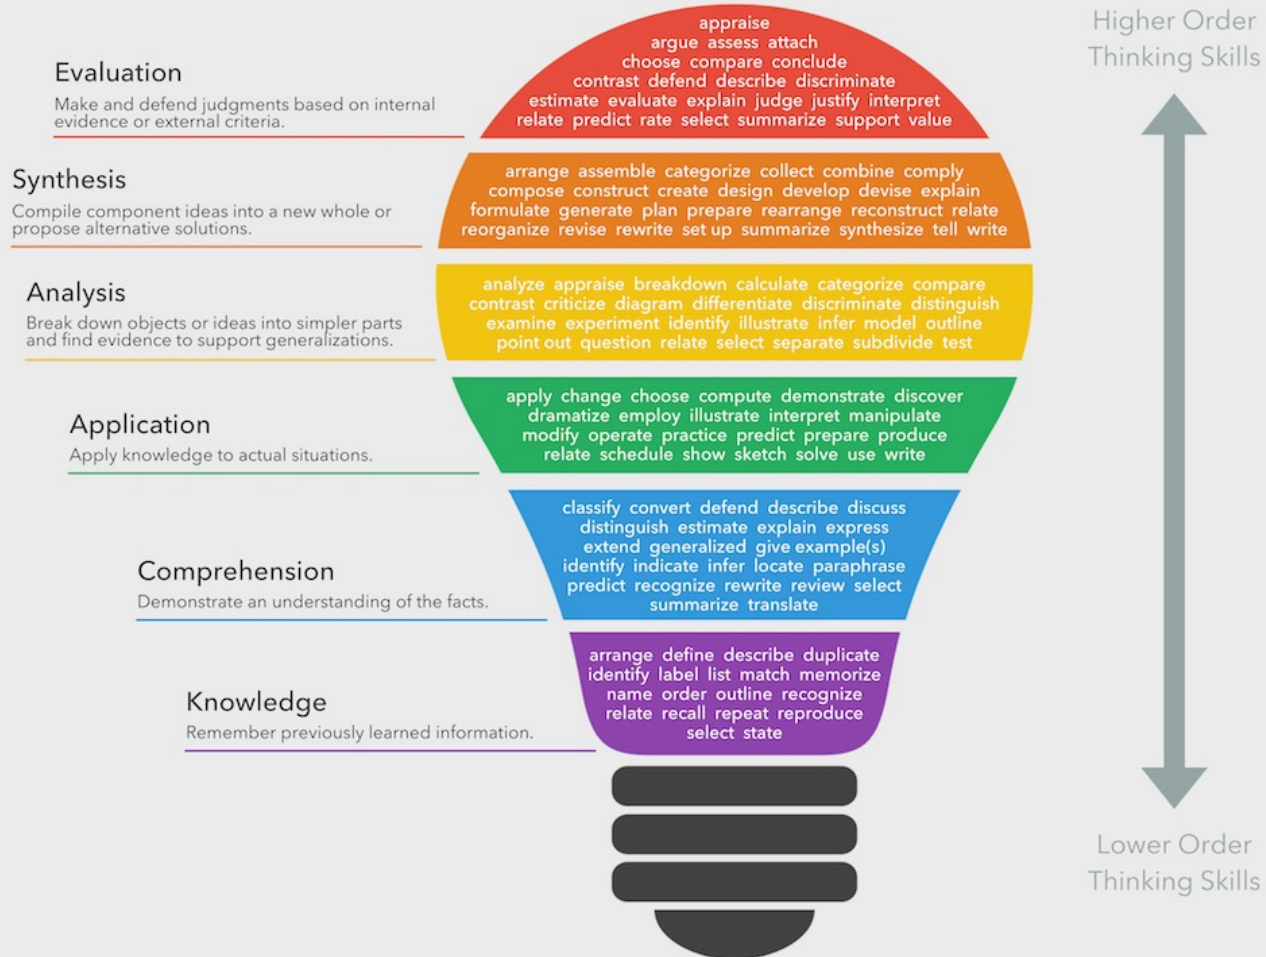 Higher Order
Thinking Skills
Evaluation
Make and defend judgments based on internal
evidence or external criteria.
appraise
argue assess attach
choose compare conclude
contrast defend describe discriminate
estimate evaluate explain judge justify interpret
relate predict rate select summarize support value
Synthesis
Compile component ideas into a new whole or
propose alternative solutions.
arrange assemble categorize collect combine comply
compose construct create design develop devise explain
formulate generate plan prepare rearrange reconstruct relate
reorganize revise rewrite set up summarize synthesize tell write
Analysis
Break down objects or ideas into simpler parts
and find evidence to support generalizations.
analyze appraise breakdown calculate categorize compare
contrast criticize diagram differentiate discriminate distinguish
examine experiment identify illustrate infer model outline
point out question relate select separate subdivide test
Application
Apply knowledge to actual situations.
apply change choose compute demonstrate discover
dramatize employ illustrate interpret manipulate
modify operate practice predict prepare produce
relate schedule show sketch solve use write
Comprehension
Demonstrate an understanding of the facts.
classify convert defend describe discuss
distinguish estimate explain express
extend generalized give example(s)
identify indicate infer locate paraphrase
predict recognize rewrite review select
summarize translate
Knowledge
Remember previously learned information.
arrange define describe duplicate
identify label list match memorize
name order outline recognize
relate recall repeat reproduce
select state
Lower Order
Thinking Skills